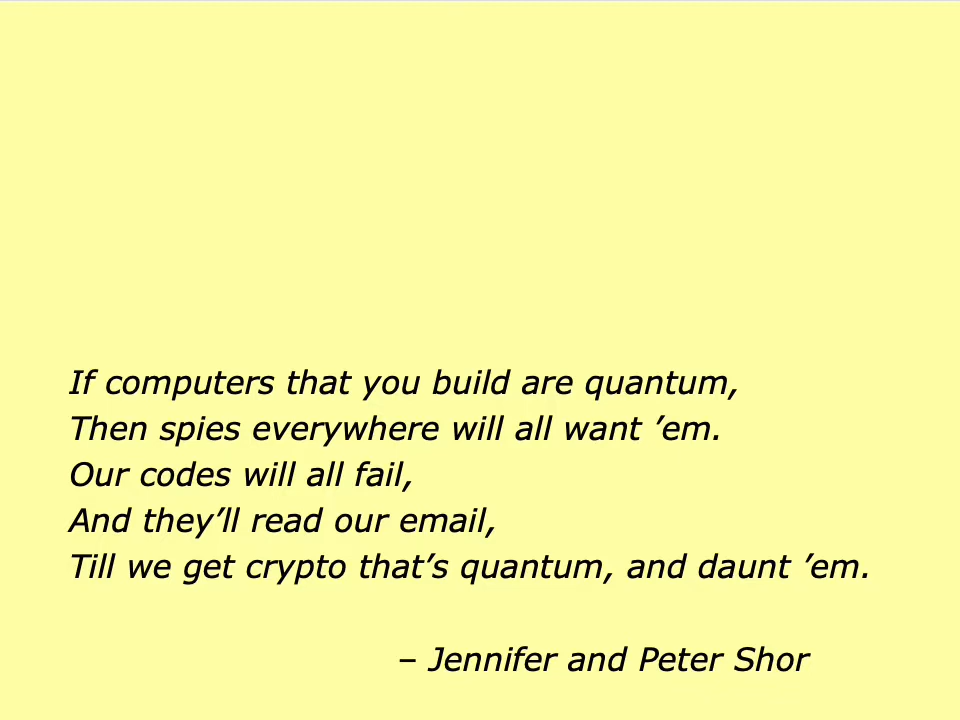 If computers that you build are quantum,
Then spies everywhere will all want ’em.
Our codes will all fail,
And they’ll read our email,
Till we get crypto that’s quantum, and daunt ’em.
– Jennifer and Peter Shor